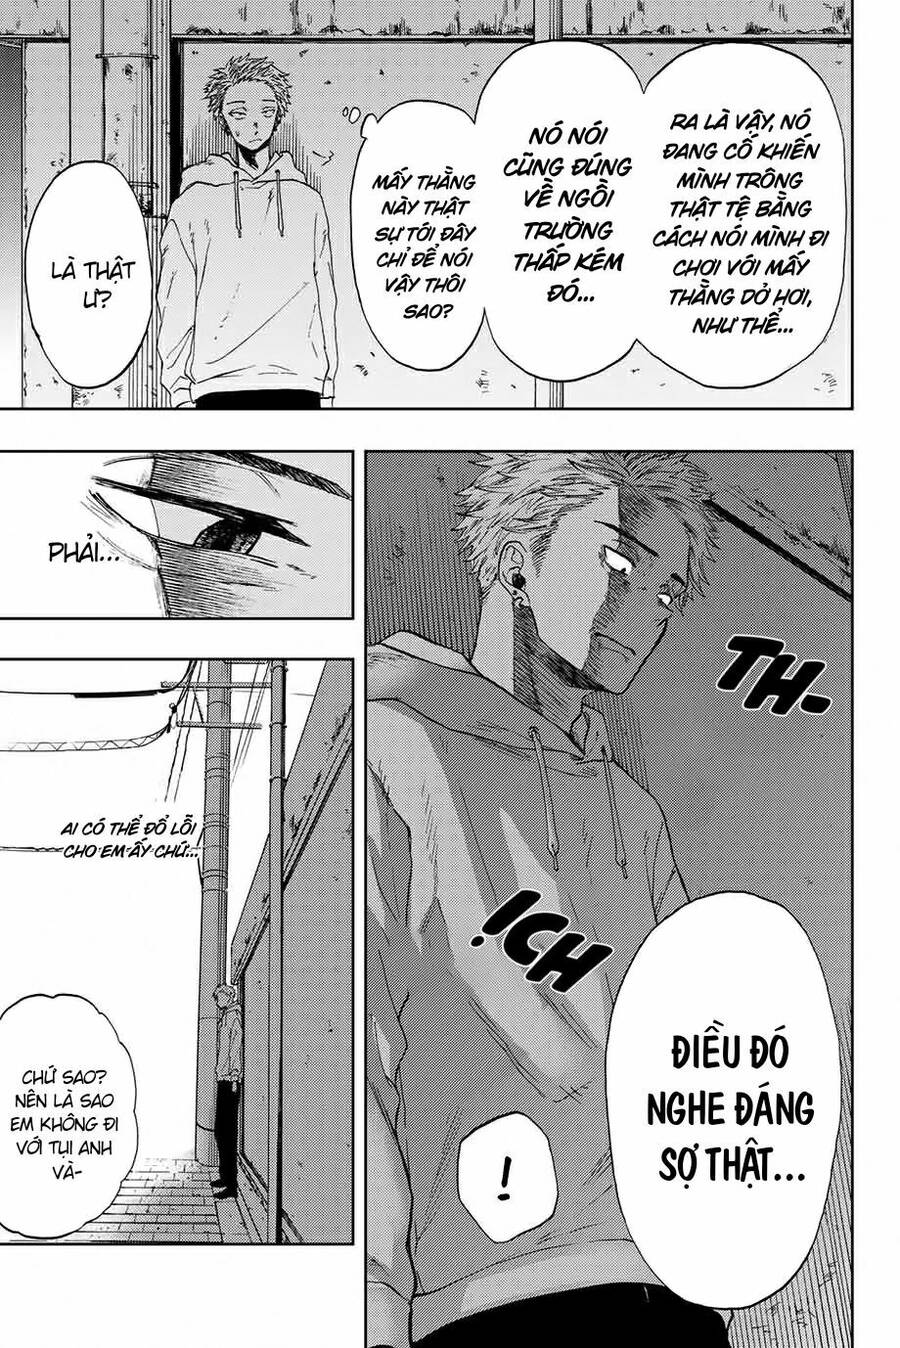 RA LÀ VẬY, NÓ
ĐANG CỐ KHIẾN
MÌNH TRÔNG
THẬT TỆ BẰNG
CÁCH NÓI MÌNH ĐI
CHƠI VỚI MẤY
THẰNG DỞ HƠI,
NHƯ THỂ...
NÓ NÓI
CŨNG ĐÚNG
VỀ NGÔI
TRƯỜNG
THẤP KÉM
ĐÓ...
MẤY THẰNG
NÀY THẬT
SỰ TỚI ĐÂY
CHỈ ĐỂ NÓI
VẬY THÔI
SAO?
LÀ THẬT
Ư?
TH-
ỊCH
ĐIỀU ĐÓ
NGHE ĐÁNG
SỢ THẬT...
!
PHẢI...
AI CÓ THỂ ĐỔ LỖI
CHO EM ẤY CHỨ...
CHỨ SAO?
NÊN LÀ SAO
EM KHÔNG ĐI
VỚI TỤI ANH
VÀ-